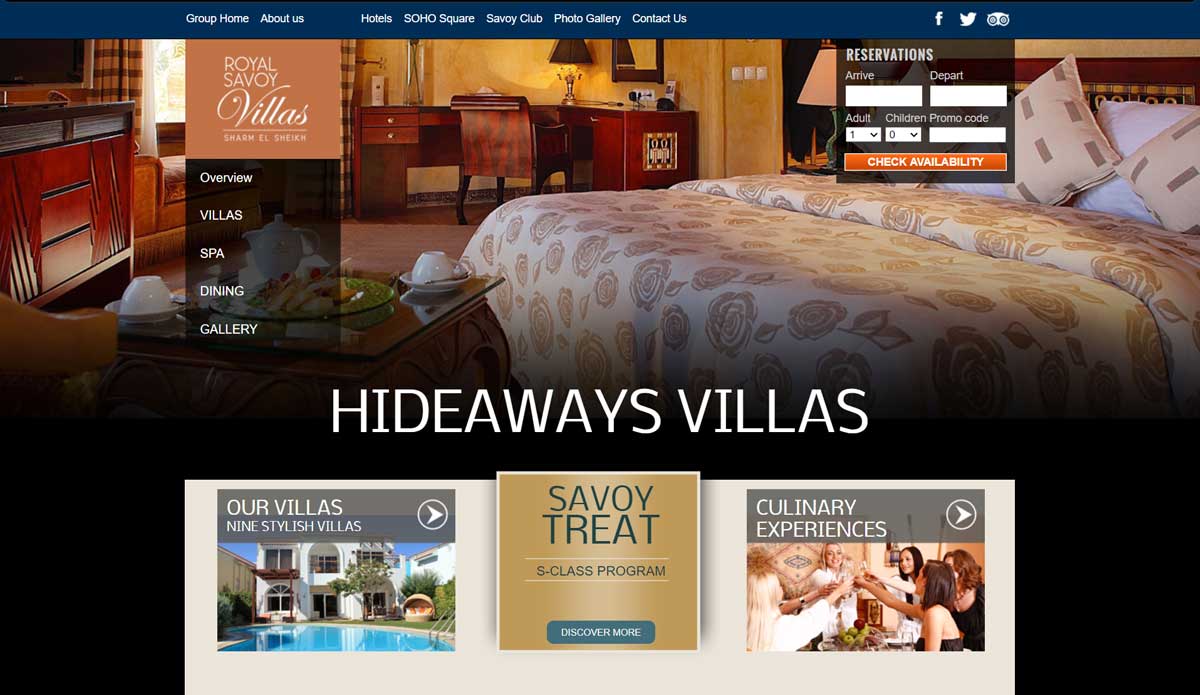 Group Home About us Hotels SOHO Square Savoy Club Photo Gallery Contact Us
ROYAL
SAVOY
Villas
SHARM EL SHEIKH
Overview
VILLAS
SPA
DINING
GALLERY
RESERVATIONS
Arrive Depart
Adult Children Promo code
1 0
CHECK AVAILABILITY
HIDEAWAYS VILLAS
OUR VILLAS
NINE STYLISH VILLAS
SAVOY
TREAT
S-CLASS PROGRAM
DISCOVER MORE
CULINARY
EXPERIENCES